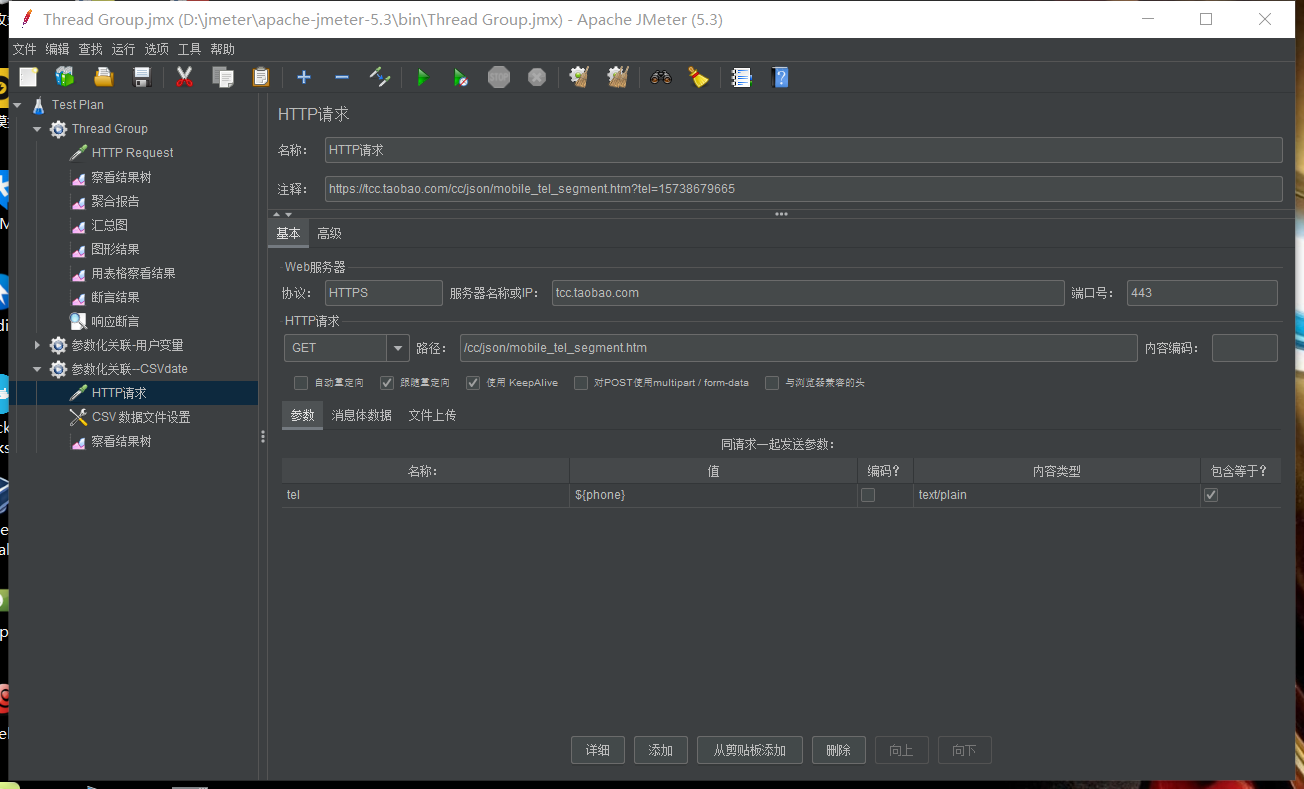 Thread Group.jmx (D:\jmeter\apache-jmeter-5.3\bin\Thread Group.jmx) - Apache JMeter (5.3)
文件 编辑 查找 运行 选项 工具 帮助
STOP
Test Plan
Thread Group
HTTP Request
察看结果树
聚合报告
汇总图
图形结果
用表格察看结果
断言结果
响应断言
参数化关联-用户变量
参数化关联--CSVdate
HTTP请求
CSV 数据文件设置
察看结果树
HTTP请求
名称： HTTP请求
注释： https://tcc.taobao.com/cc/json/mobile_tel_segment.htm?tel=15738679665
基本 高级
Web服务器
协议： HTTPS 服务器名称或IP： tcc.taobao.com 端口号： 443
HTTP请求
GET 路径： /cc/json/mobile_tel_segment.htm 内容编码：
自动重定向 跟随重定向 使用 KeepAlive 对POST使用multipart / form-data 与浏览器兼容的头
参数 消息体数据 文件上传
同请求一起发送参数：
名称： 值 编码？ 内容类型 包含等于？
tel ${phone} text/plain
详细 添加 从剪贴板添加 删除 向上 向下